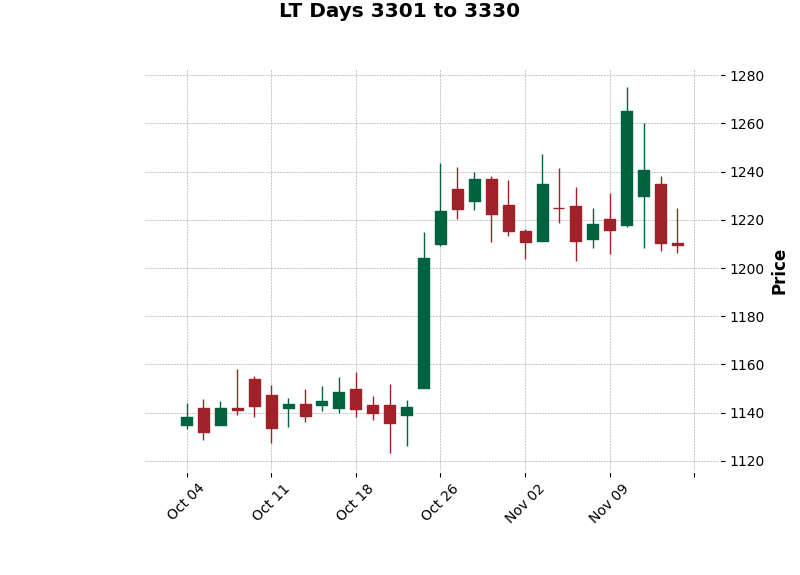 LT Days 3301 to 3330
1280
1260
1240
1220
1200
1180
1160
1140
1120
Price
Oct 04
Oct 11
Oct 18
Oct 26
Nov 02
Nov 09